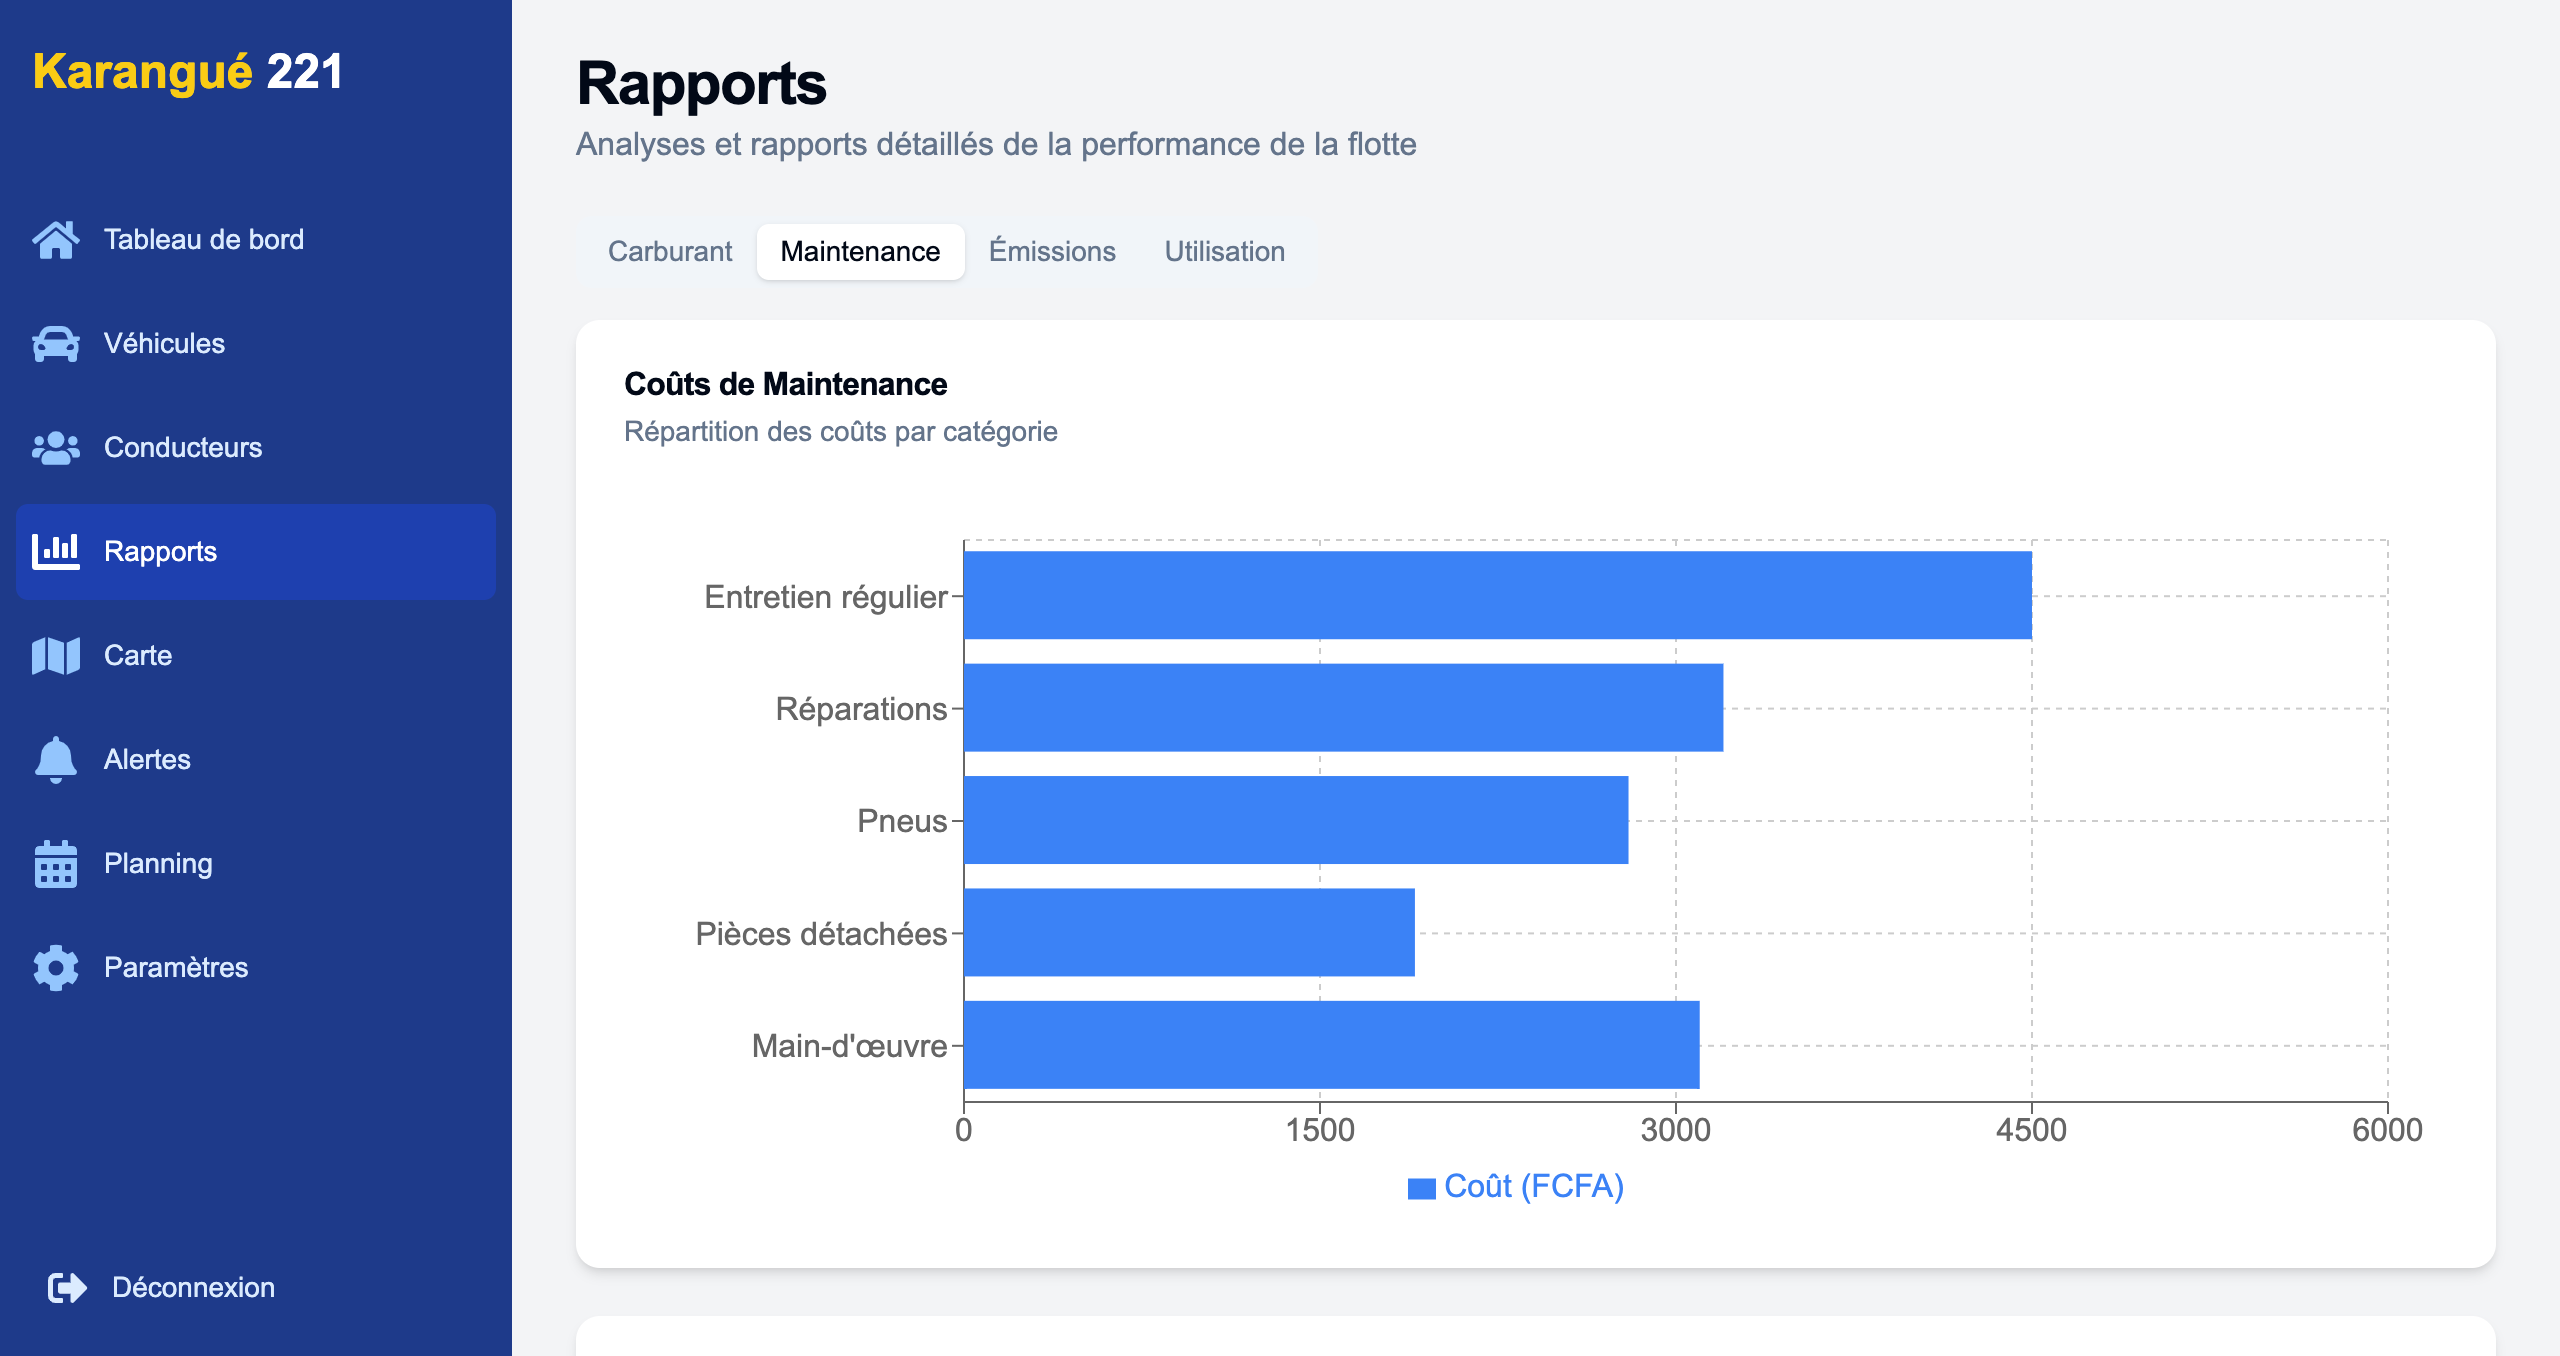 Karangué 221
Tableau de bord
Véhicules
Conducteurs
Rapports
Carte
Alertes
Planning
Paramètres
Déconnexion
Rapports
Analyses et rapports détaillés de la performance de la flotte
Carburant Maintenance Émissions Utilisation
Coûts de Maintenance
Répartition des coûts par catégorie
Entretien régulier
Réparations
Pneus
Pièces détachées
Main-d'œuvre
0 1500 3000 4500 6000
Coût (FCFA)